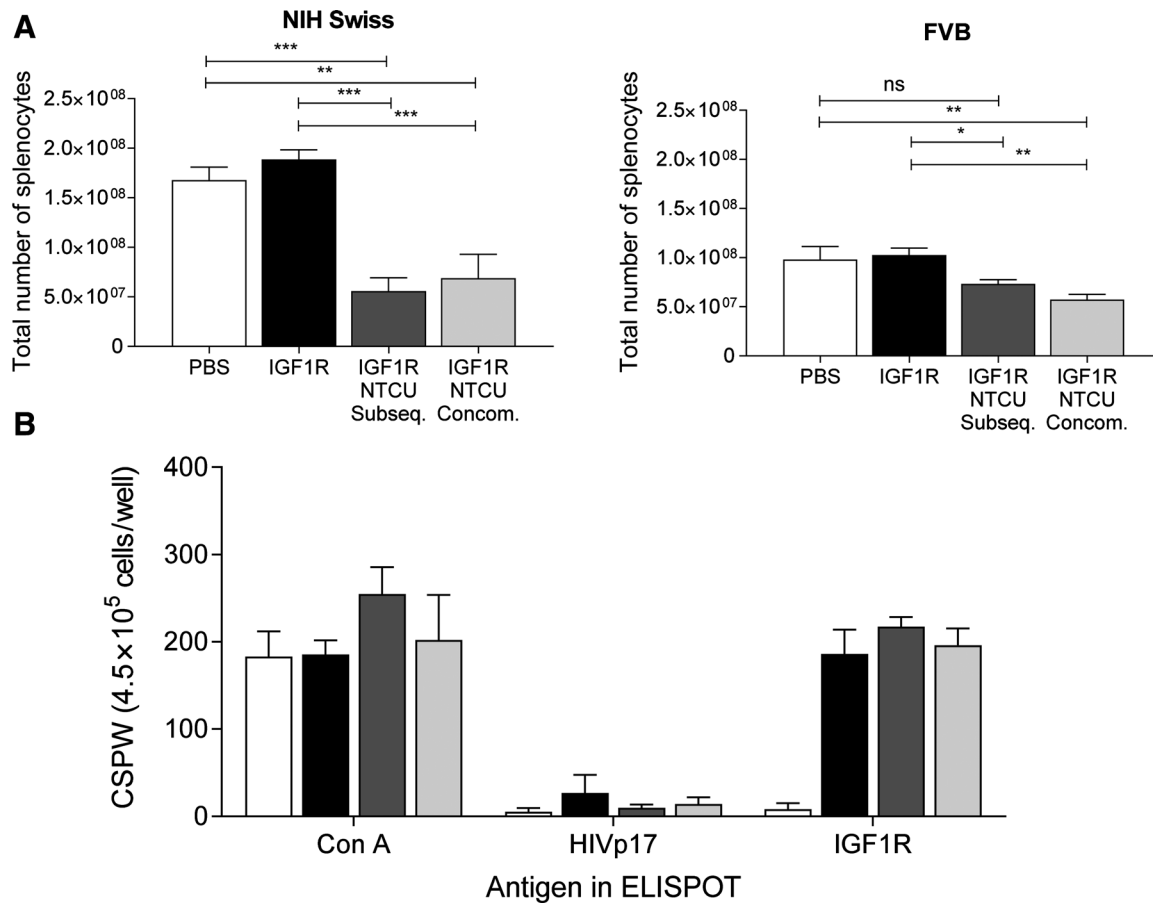 A
NIH Swiss
***
**
***
***
Total number of splenocytes
2.5×10⁰⁸
2.0×10⁰⁸
1.5×10⁰⁸
1.0×10⁰⁸
5.0×10⁰⁷
0
PBS
IGF1R
IGF1R
NTCU
Subseq.
IGF1R
NTCU
Concom.
FVB
ns
**
*
**
Total number of splenocytes
2.5×10⁰⁸
2.0×10⁰⁸
1.5×10⁰⁸
1.0×10⁰⁸
5.0×10⁰⁷
0
PBS
IGF1R
IGF1R
NTCU
Subseq.
IGF1R
NTCU
Concom.
B
CSPW (4.5×10⁵ cells/well)
400
300
200
100
0
Con A
HIVp17
IGF1R
Antigen in ELISPOT